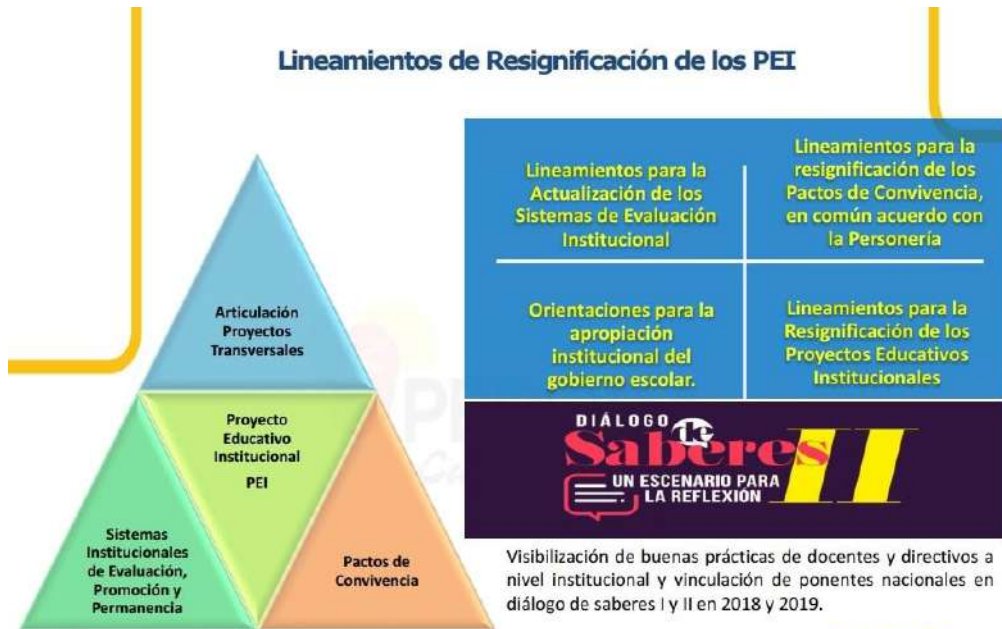 Lineamientos de Resignificación de los PEI
Articulación
Proyectos
Transversales
Proyecto
Educativo
Institucional
PEI
Sistemas
Institucionales
de Evaluación,
Promoción y
Permanencia
Pactos de
Convivencia
Lineamientos para la
Actualización de los
Sistemas de Evaluación
Institucional
Lineamientos para la
resignificación de los
Pactos de Convivencia,
en común acuerdo con
la Personería
Orientaciones para la
apropiación
institucional del
gobierno escolar.
Lineamientos para la
Resignificación de los
Proyectos Educativos
Institucionales
DIÁLOGO de
Saberes II
UN ESCENARIO PARA
LA REFLEXIÓN
Visibilización de buenas prácticas de docentes y directivos a
nivel institucional y vinculación de ponentes nacionales en
diálogo de saberes I y II en 2018 y 2019.